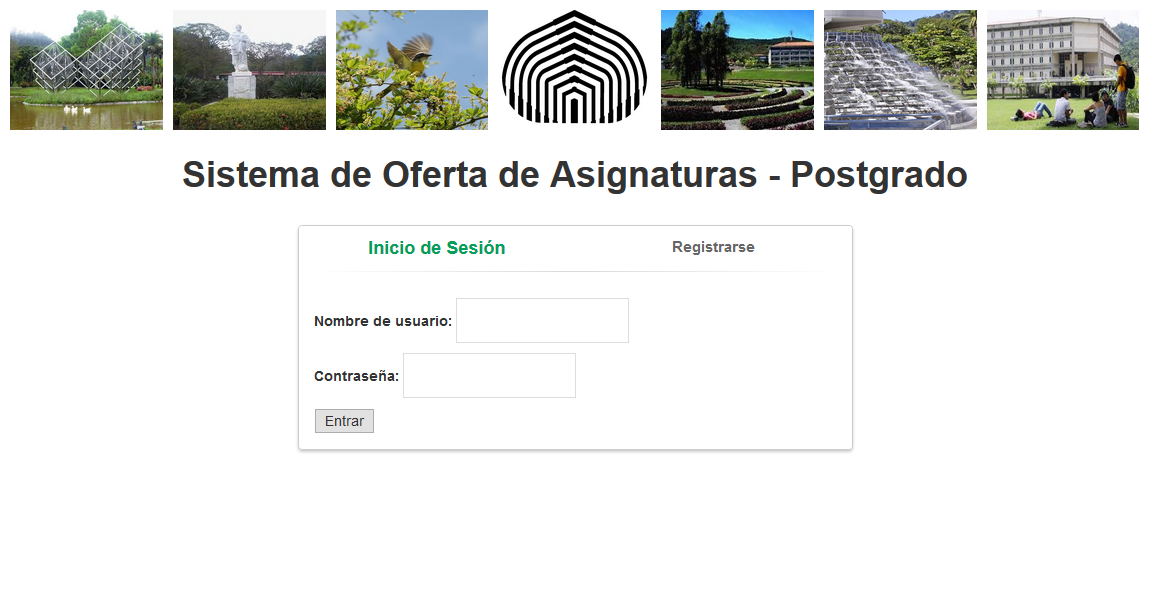 Sistema de Oferta de Asignaturas - Postgrado
Inicio de Sesión
Registrarse
Nombre de usuario:
Contraseña:
Entrar